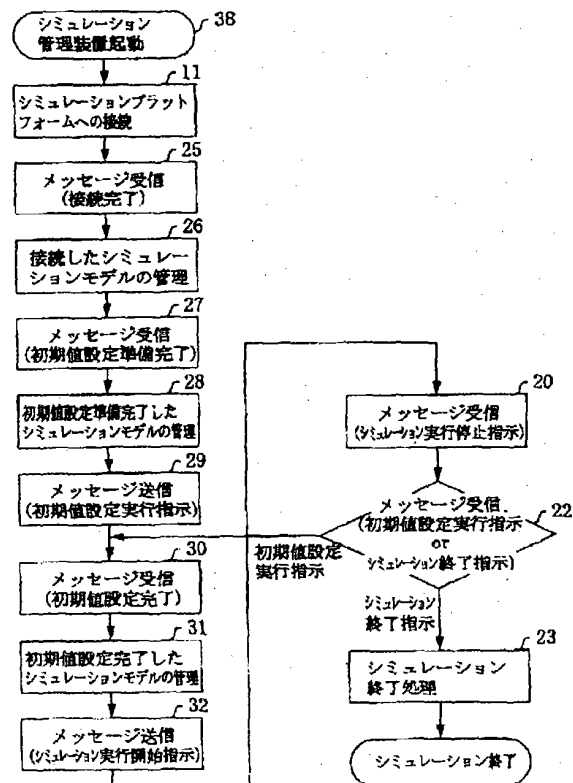 シミュレーション
管理装置起動
38
11
シミュレーションプラット
フォームへの接続
25
メッセージ受信
(接続完了)
26
接続したシミュレー
ションモデルの管理
27
メッセージ受信
(初期値設定準備完了)
28
初期値設定準備完了した
シミュレーションモデルの管理
29
メッセージ送信
(初期値設定実行指示)
30
メッセージ受信
(初期値設定完了)
31
初期値設定完了した
シミュレーションモデルの管理
32
メッセージ送信
(シミュレーション実行開始指示)
20
メッセージ受信
(シミュレーション実行停止指示)
メッセージ受信
(初期値設定実行指示
or
シミュレーション終了指示)
22
初期値設定
実行指示
シミュレーション
終了指示
23
シミュレーション
終了処理
シミュレーション終了